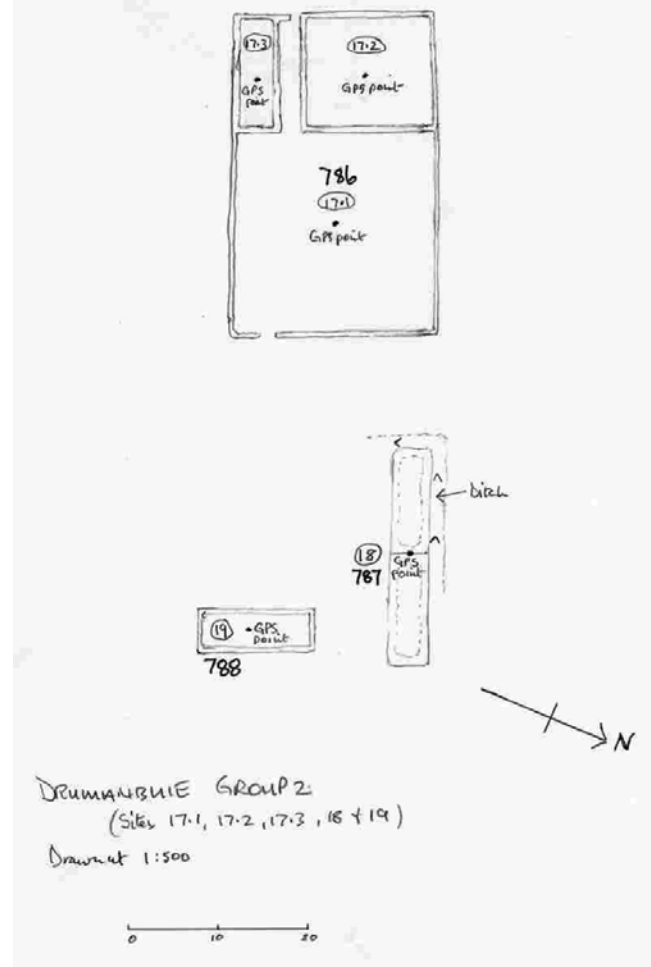 17.3
GPS
point
17.2
GPS point
786
17.1
GPS point
Ditch
18
787
GPS
point
19
GPS
point
788
N
DRUMANBUIE GROUP 2
(Sites 17.1, 17.2, 17.3, 18 + 19)
Drawn at 1:500
0 10 20